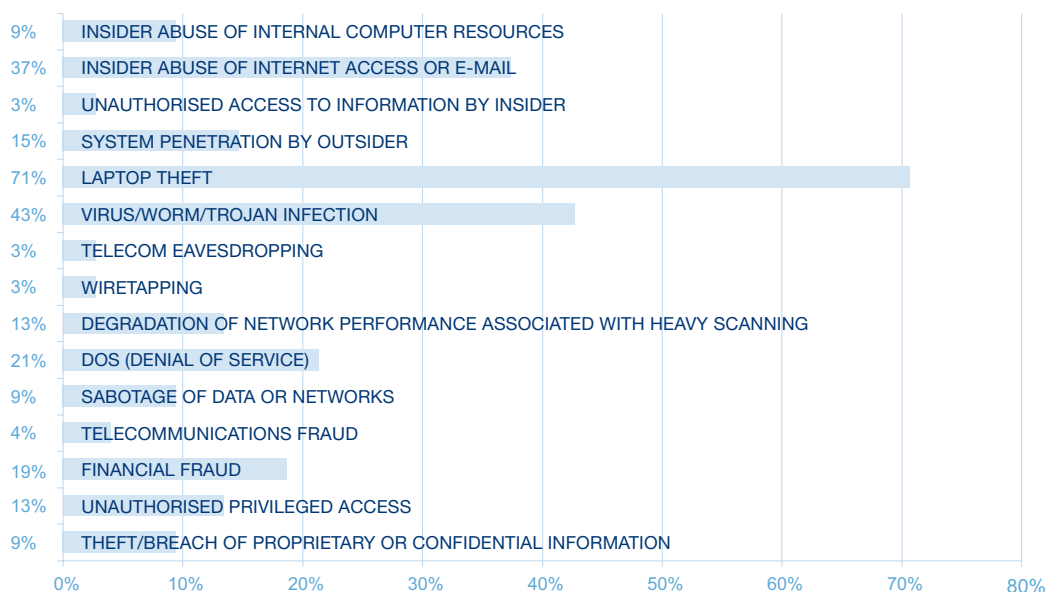 9% INSIDER ABUSE OF INTERNAL COMPUTER RESOURCES
37% INSIDER ABUSE OF INTERNET ACCESS OR E-MAIL
3% UNAUTHORISED ACCESS TO INFORMATION BY INSIDER
15% SYSTEM PENETRATION BY OUTSIDER
71% LAPTOP THEFT
43% VIRUS/WORM/TROJAN INFECTION
3% TELECOM EAVESDROPPING
3% WIRETAPPING
13% DEGRADATION OF NETWORK PERFORMANCE ASSOCIATED WITH HEAVY SCANNING
21% DOS (DENIAL OF SERVICE)
9% SABOTAGE OF DATA OR NETWORKS
4% TELECOMMUNICATIONS FRAUD
19% FINANCIAL FRAUD
13% UNAUTHORISED PRIVILEGED ACCESS
9% THEFT/BREACH OF PROPRIETARY OR CONFIDENTIAL INFORMATION
0% 10% 20% 30% 40% 50% 60% 70% 80%